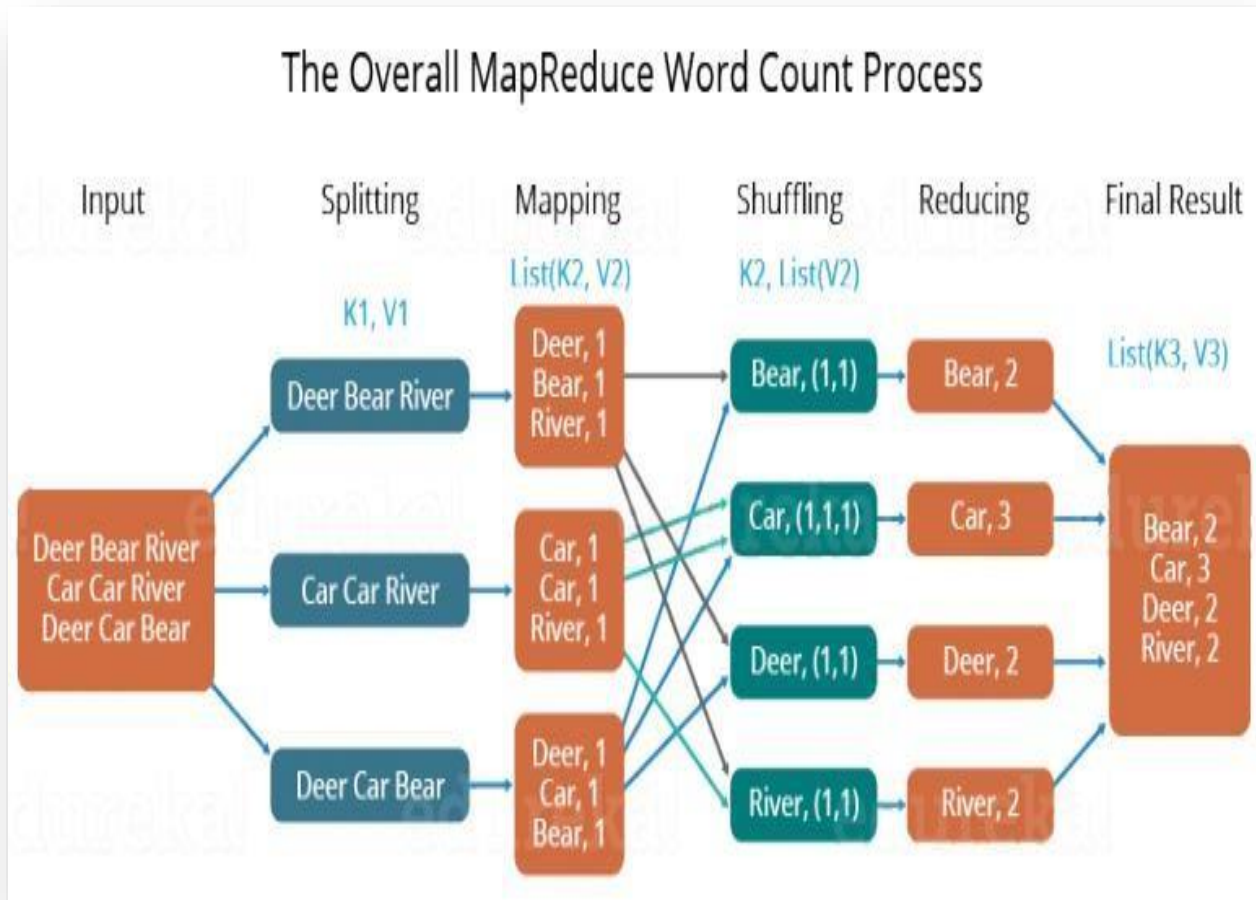 The Overall MapReduce Word Count Process
Input
Splitting
Mapping
Shuffling
Reducing
Final Result
K1, V1
List(K2, V2)
K2, List(V2)
List(K3, V3)
Deer Bear River
Car Car River
Deer Car Bear
Deer Bear River
Car Car River
Deer Car Bear
Deer, 1
Bear, 1
River, 1
Car, 1
Car, 1
River, 1
Deer, 1
Car, 1
Bear, 1
Bear, (1,1)
Car, (1,1,1)
Deer, (1,1)
River, (1,1)
Bear, 2
Car, 3
Deer, 2
River, 2
Bear, 2
Car, 3
Deer, 2
River, 2